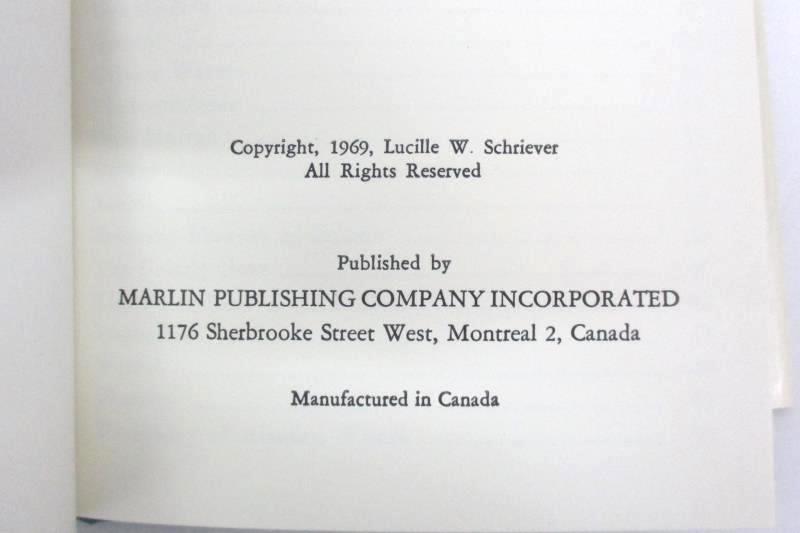 Copyright, 1969, Lucille W. Schriever
All Rights Reserved
Published by
MARLIN PUBLISHING COMPANY INCORPORATED
1176 Sherbrooke Street West, Montreal 2, Canada
Manufactured in Canada